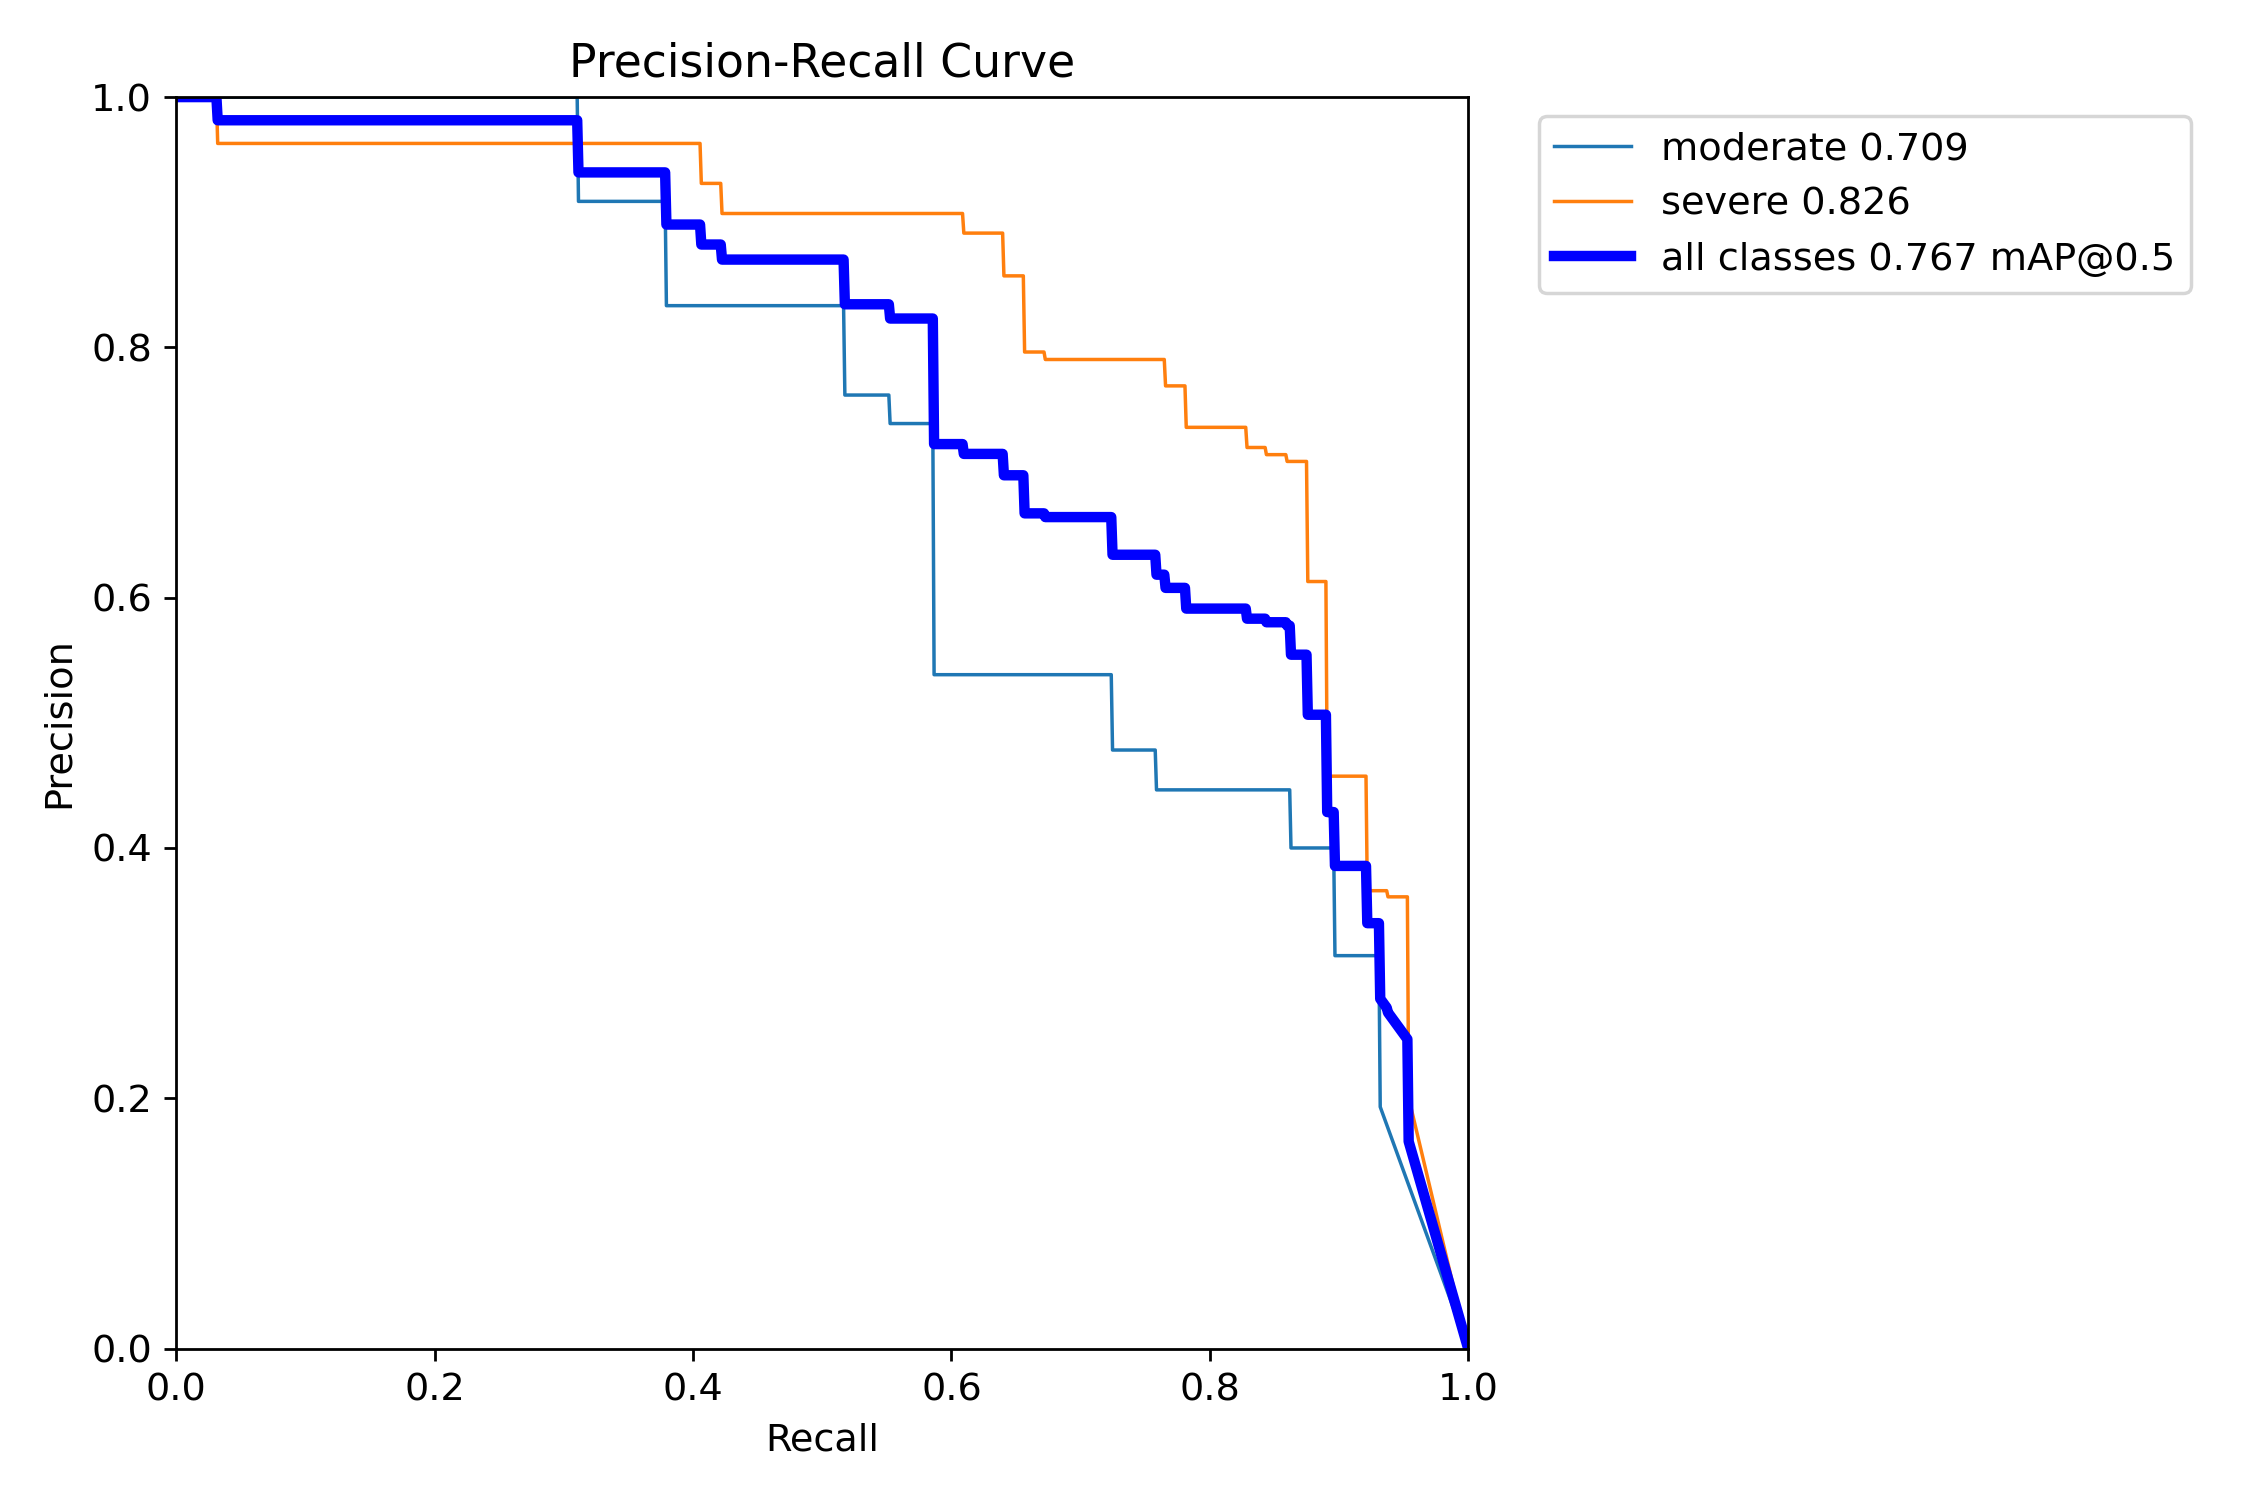 Precision-Recall Curve
moderate 0.709
severe 0.826
all classes 0.767 mAP@0.5
1.0
0.8
0.6
0.4
0.2
0.0
Precision
0.0 0.2 0.4 0.6 0.8 1.0
Recall